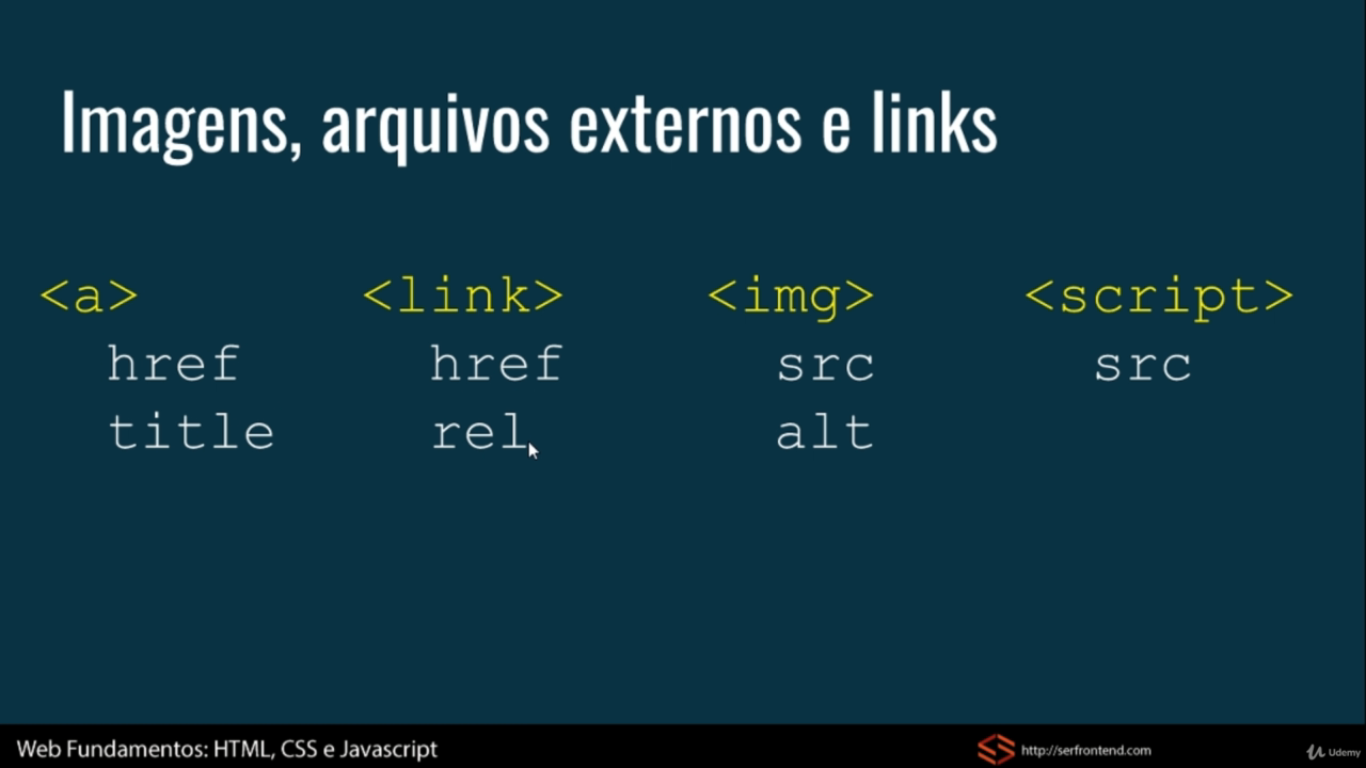 Imagens, arquivos externos e links
<a> <link> <img> <script>
href href src src
title rel alt
Web Fundamentos: HTML, CSS e Javascript http://serfrontend.com Udemy